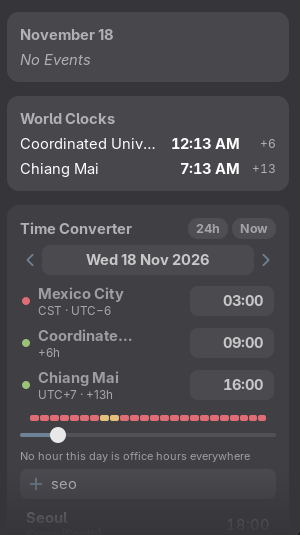 November 18
No Events
World Clocks
Coordinated Univ… 12:13 AM +6
Chiang Mai 7:13 AM +13
Time Converter 24h Now
Wed 18 Nov 2026
Mexico City 03:00
CST · UTC−6
Coordinate… 09:00
+6h
Chiang Mai 16:00
UTC+7 · +13h
No hour this day is office hours everywhere
+ seo
Seoul 18:00